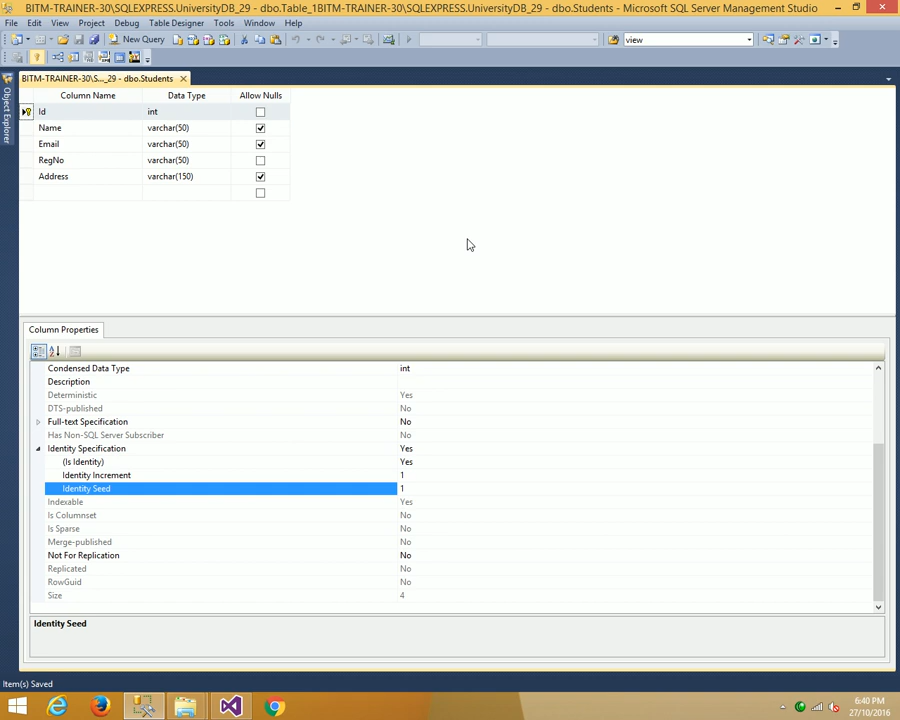 BITM-TRAINER-30\SQLEXPRESS.UniversityDB_29 - dbo.Table_1BITM-TRAINER-30\SQLEXPRESS.UniversityDB_29 - dbo.Students - Microsoft SQL Server Management Studio
File Edit View Project Debug Table Designer Tools Window Help
New Query view
BITM-TRAINER-30\S..._29 - dbo.Students
Object Explorer
Column Name Data Type Allow Nulls
Id int
Name varchar(50)
Email varchar(50)
RegNo varchar(50)
Address varchar(150)
Column Properties
Condensed Data Type int
Description
Deterministic Yes
DTS-published No
Full-text Specification No
Has Non-SQL Server Subscriber No
Identity Specification Yes
(Is Identity) Yes
Identity Increment 1
Identity Seed 1
Indexable Yes
Is Columnset No
Is Sparse No
Merge-published No
Not For Replication No
Replicated No
RowGuid No
Size 4
Identity Seed
Item(s) Saved
6:40 PM
27/10/2016